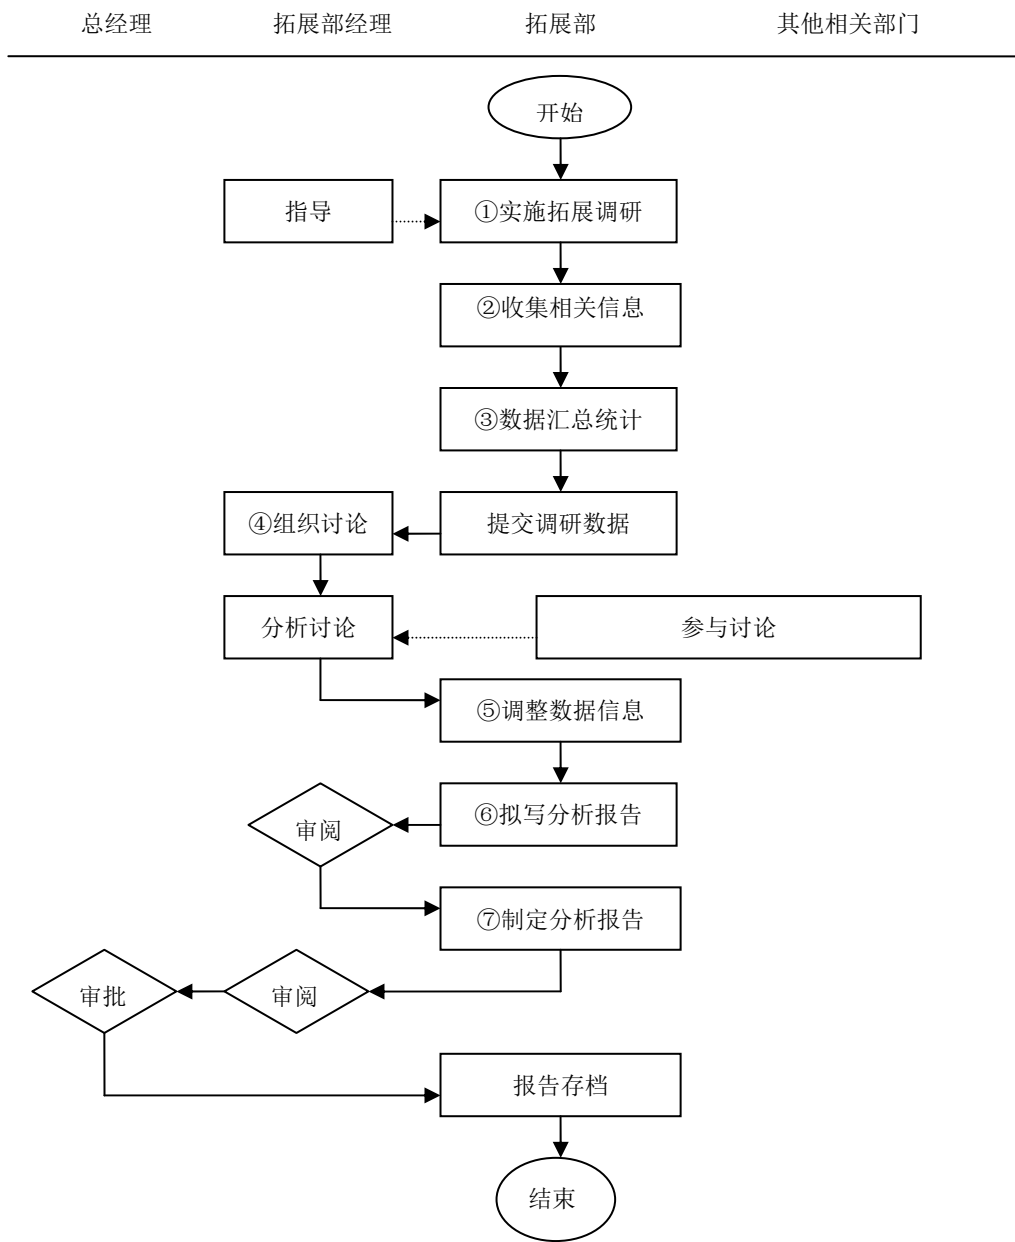 总经理 拓展部经理 拓展部 其他相关部门
开始
指导 ①实施拓展调研
②收集相关信息
③数据汇总统计
④组织讨论 提交调研数据
分析讨论 参与讨论
⑤调整数据信息
审阅 ⑥拟写分析报告
⑦制定分析报告
审批 审阅
报告存档
结束